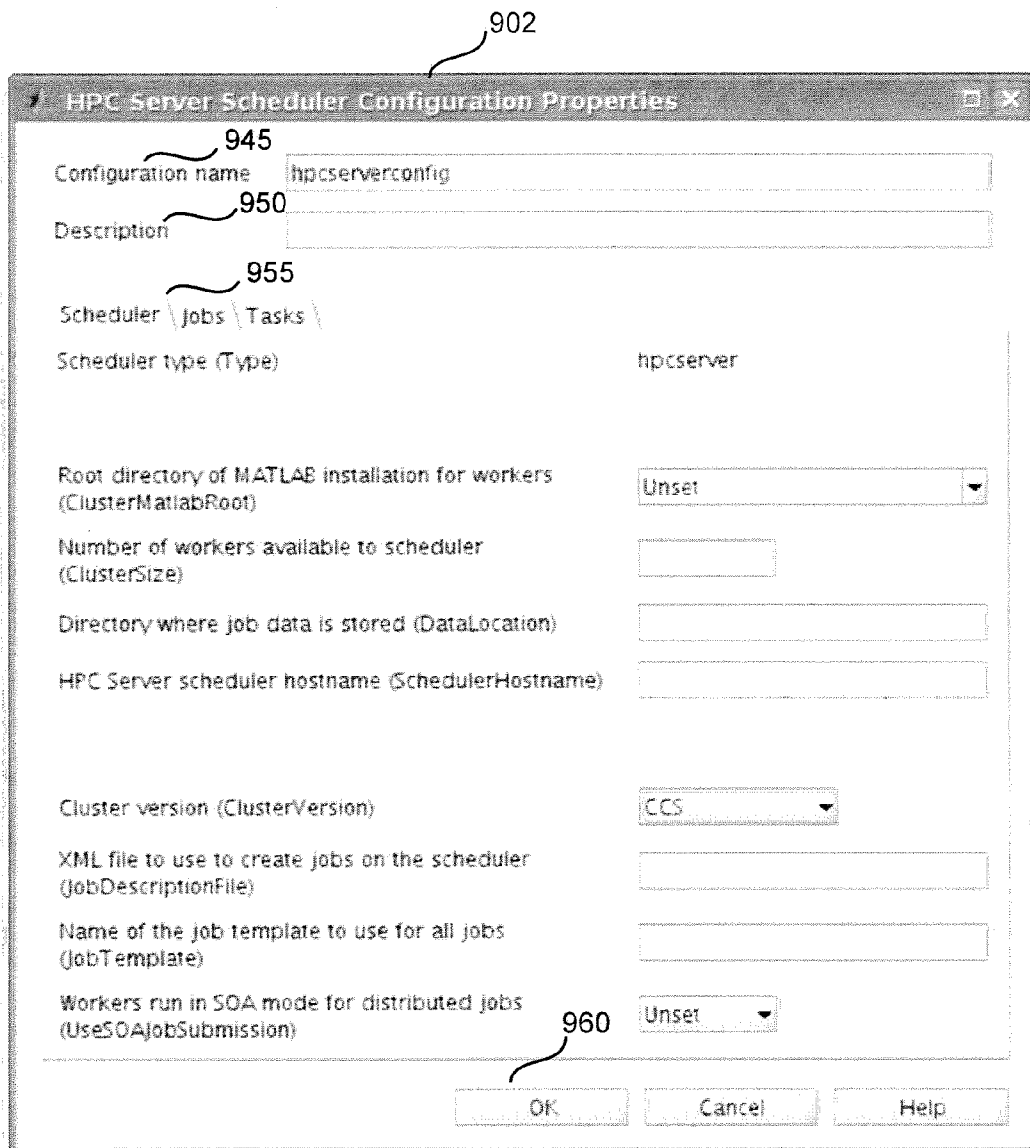 902
HPC Server Scheduler Configuration Properties
945
Configuration name hpcserverconfig
950
Description
955
Scheduler Jobs Tasks
Scheduler type (Type) hpcserver
Root directory of MATLAB installation for workers
(ClusterMatlabRoot)
Unset
Number of workers available to scheduler
(ClusterSize)
Directory where job data is stored (DataLocation)
HPC Server scheduler hostname (SchedulerHostname)
Cluster version (ClusterVersion) CCS
XML file to use to create jobs on the scheduler
(JobDescriptionFile)
Name of the job template to use for all jobs
(JobTemplate)
Workers run in SOA mode for distributed jobs
(UseSOAJobSubmission)
Unset
960
OK Cancel Help